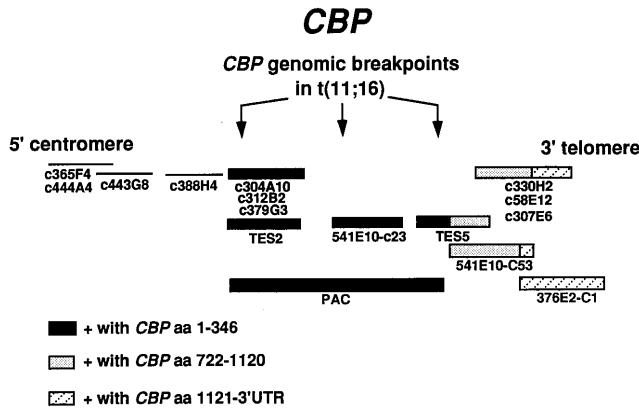 CBP
CBP genomic breakpoints
in t(11;16)
5' centromere
3' telomere
c365F4
c444A4
c443G8
c388H4
c304A10
c312B2
c379G3
c330H2
c58E12
c307E6
TES2
541E10-c23
TES5
541E10-C53
PAC
376E2-C1
+ with CBP aa 1-346
+ with CBP aa 722-1120
+ with CBP aa 1121-3'UTR